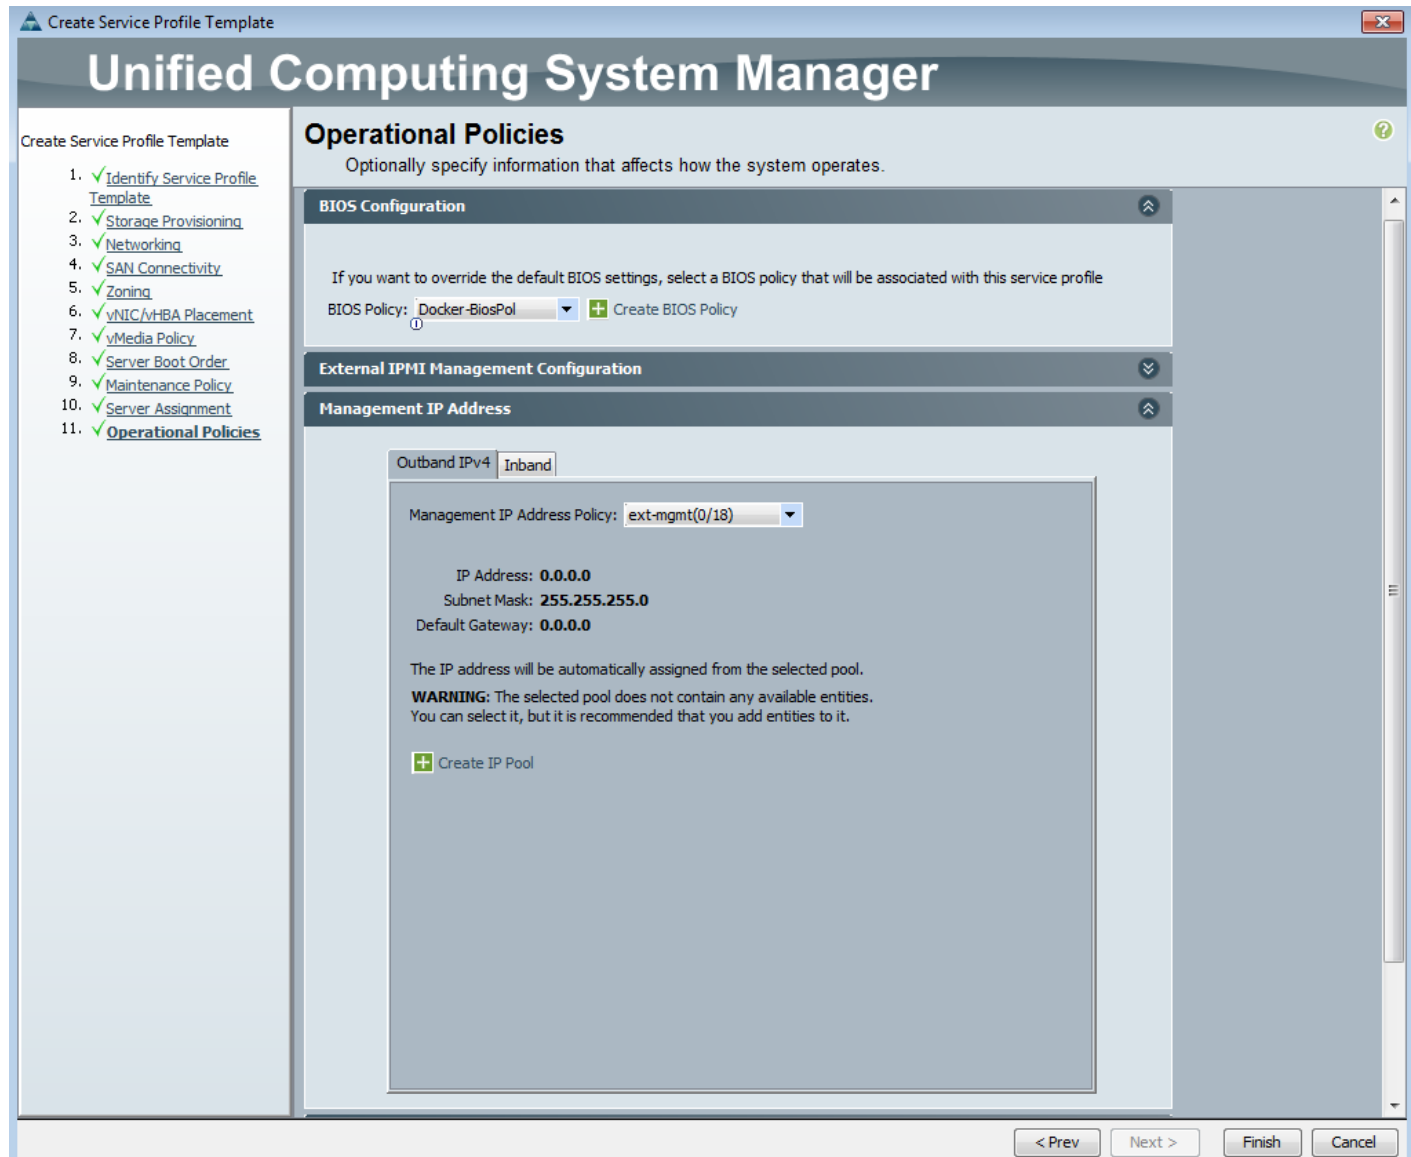 Create Service Profile Template
Unified Computing System Manager
Create Service Profile Template
1. Identify Service Profile
Template
2. Storage Provisioning
3. Networking
4. SAN Connectivity
5. Zoning
6. vNIC/vHBA Placement
7. vMedia Policy
8. Server Boot Order
9. Maintenance Policy
10. Server Assignment
11. Operational Policies
Operational Policies
Optionally specify information that affects how the system operates.
BIOS Configuration
If you want to override the default BIOS settings, select a BIOS policy that will be associated with this service profile
BIOS Policy: Docker-BiosPol Create BIOS Policy
External IPMI Management Configuration
Management IP Address
Outband IPv4 Inband
Management IP Address Policy: ext-mgmt(0/18)
IP Address: 0.0.0.0
Subnet Mask: 255.255.255.0
Default Gateway: 0.0.0.0
The IP address will be automatically assigned from the selected pool.
WARNING: The selected pool does not contain any available entities.
You can select it, but it is recommended that you add entities to it.
Create IP Pool
< Prev Next > Finish Cancel